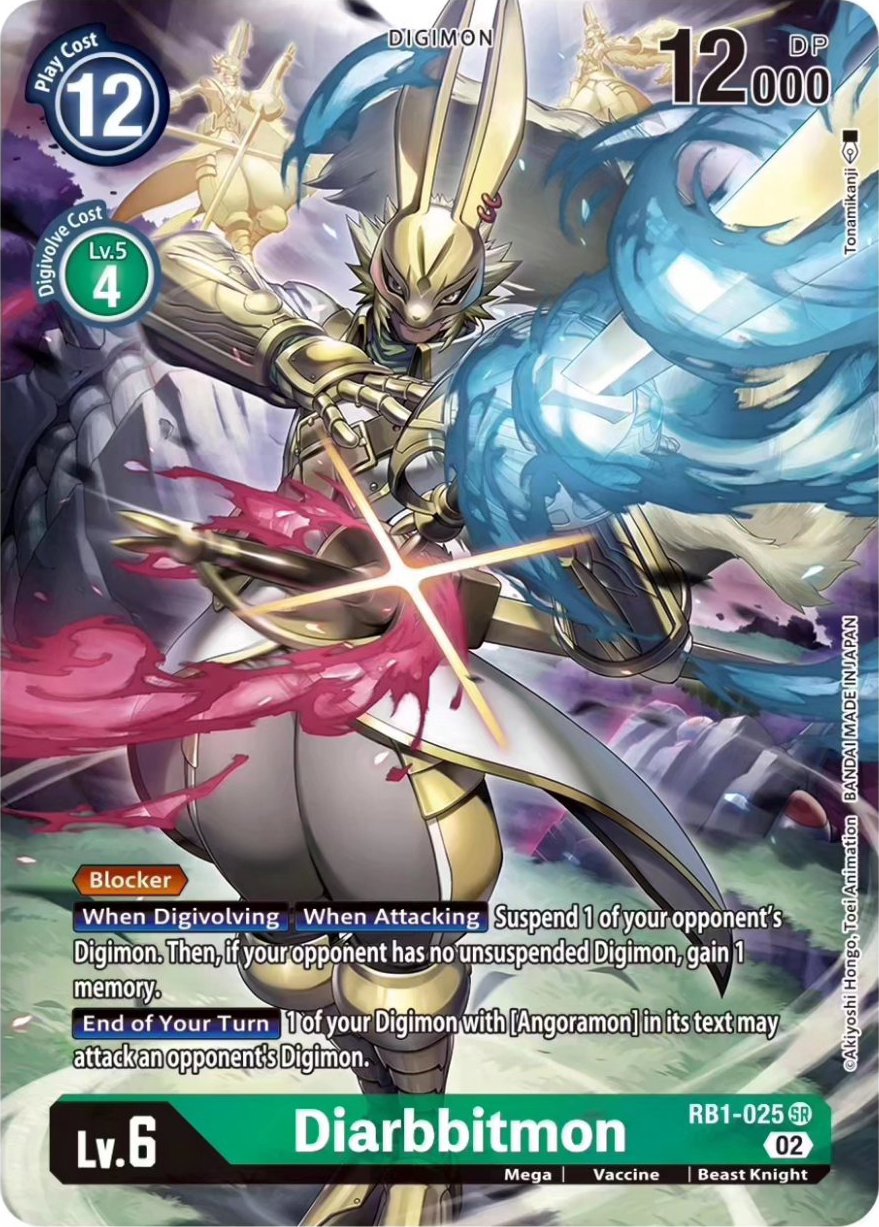 DIGIMON
Play Cost
12
12000 DP
Digivolve Cost
Lv.5
4
Tonamikanji
Blocker
When Digivolving When Attacking Suspend 1 of your opponent's
Digimon. Then, if your opponent has no unsuspended Digimon, gain 1
memory.
End of Your Turn 1 of your Digimon with [Angoramon] in its text may
attack an opponent's Digimon.
©Akiyoshi Hongo, Toei Animation BANDAI MADE IN JAPAN
Lv.6
Diarbbitmon
RB1-025 SR
02
Mega | Vaccine | Beast Knight